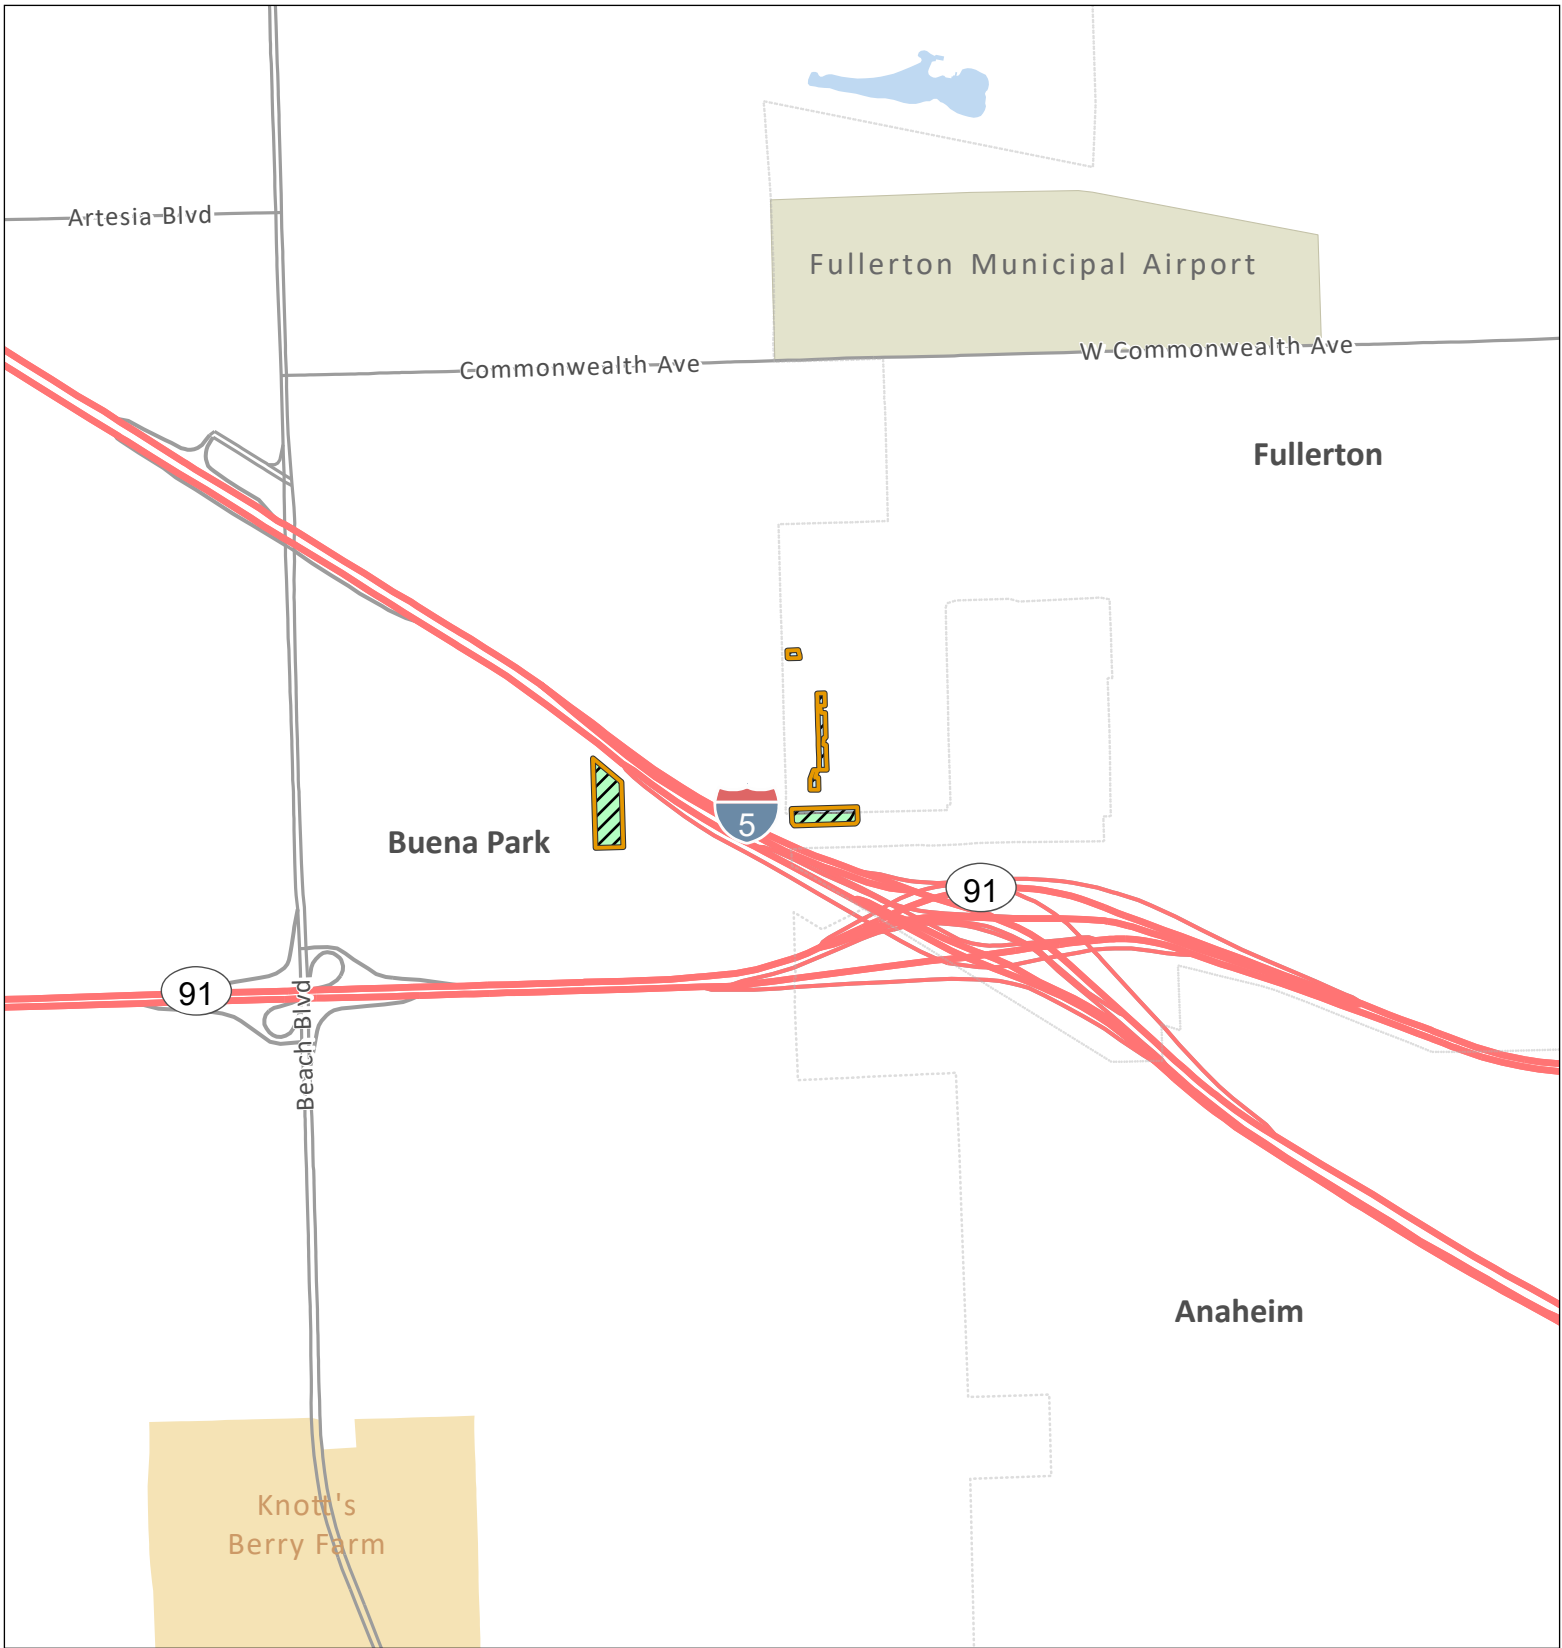 Artesia Blvd
Fullerton Municipal Airport
W Commonwealth Ave
Commonwealth Ave
Fullerton
5
Buena Park
91
91
Beach Blvd
Anaheim
Knott's
Berry Farm